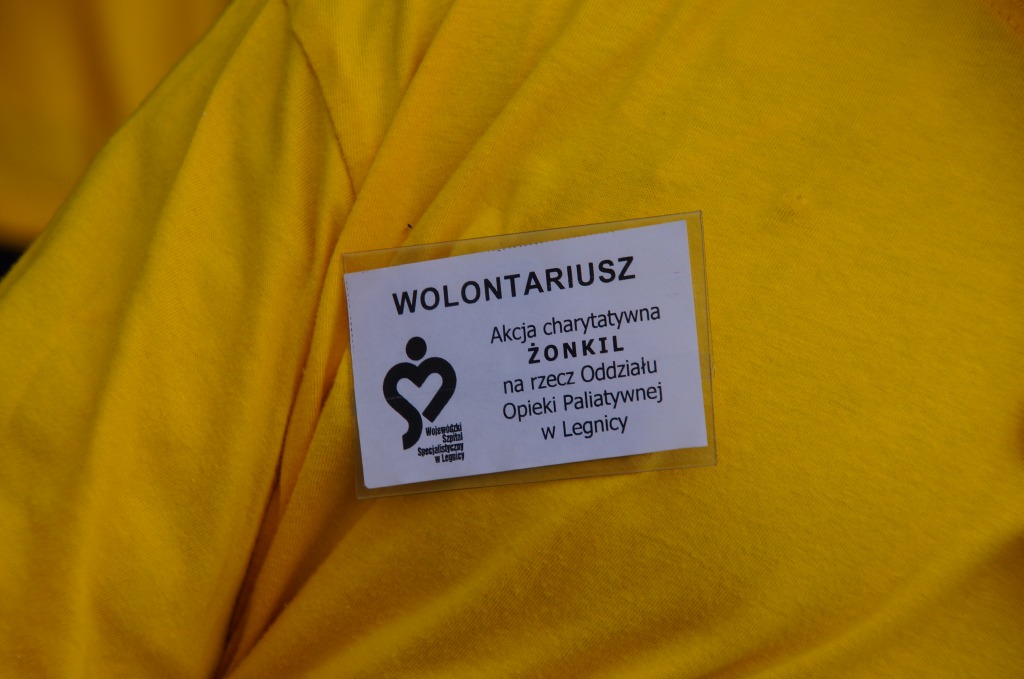 WOLONTARIUSZ
Akcja charytatywna
ŻONKIL
na rzecz Oddziału
Opieki Paliatywnej
w Legnicy
Wojewódzki
Szpital
Specjalistyczny
w Legnicy